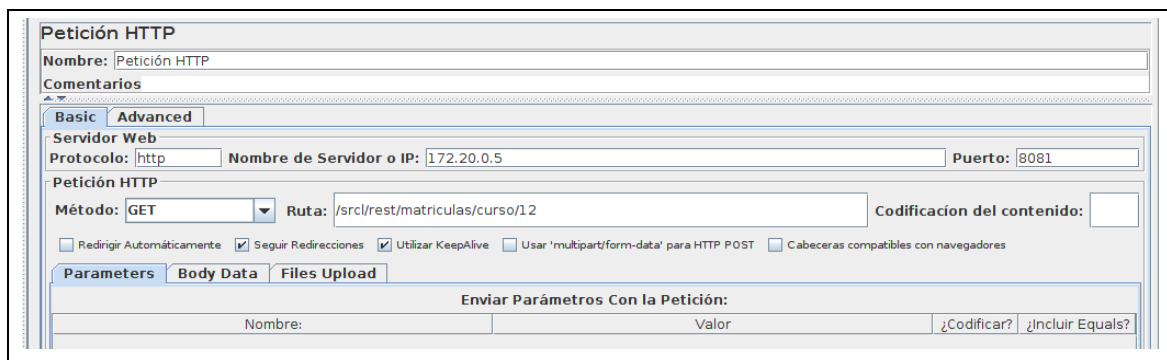 Petición HTTP
Nombre: Petición HTTP
Comentarios
Basic Advanced
Servidor Web
Protocolo: http Nombre de Servidor o IP: 172.20.0.5 Puerto: 8081
Petición HTTP
Método: GET Ruta: /srcl/rest/matriculas/curso/12 Codificacíon del contenido:
Redirigir Automáticamente Seguir Redirecciones Utilizar KeepAlive Usar 'multipart/form-data' para HTTP POST Cabeceras compatibles con navegadores
Parameters Body Data Files Upload
Enviar Parámetros Con la Petición:
Nombre: Valor ¿Codificar? ¿Incluir Equals?